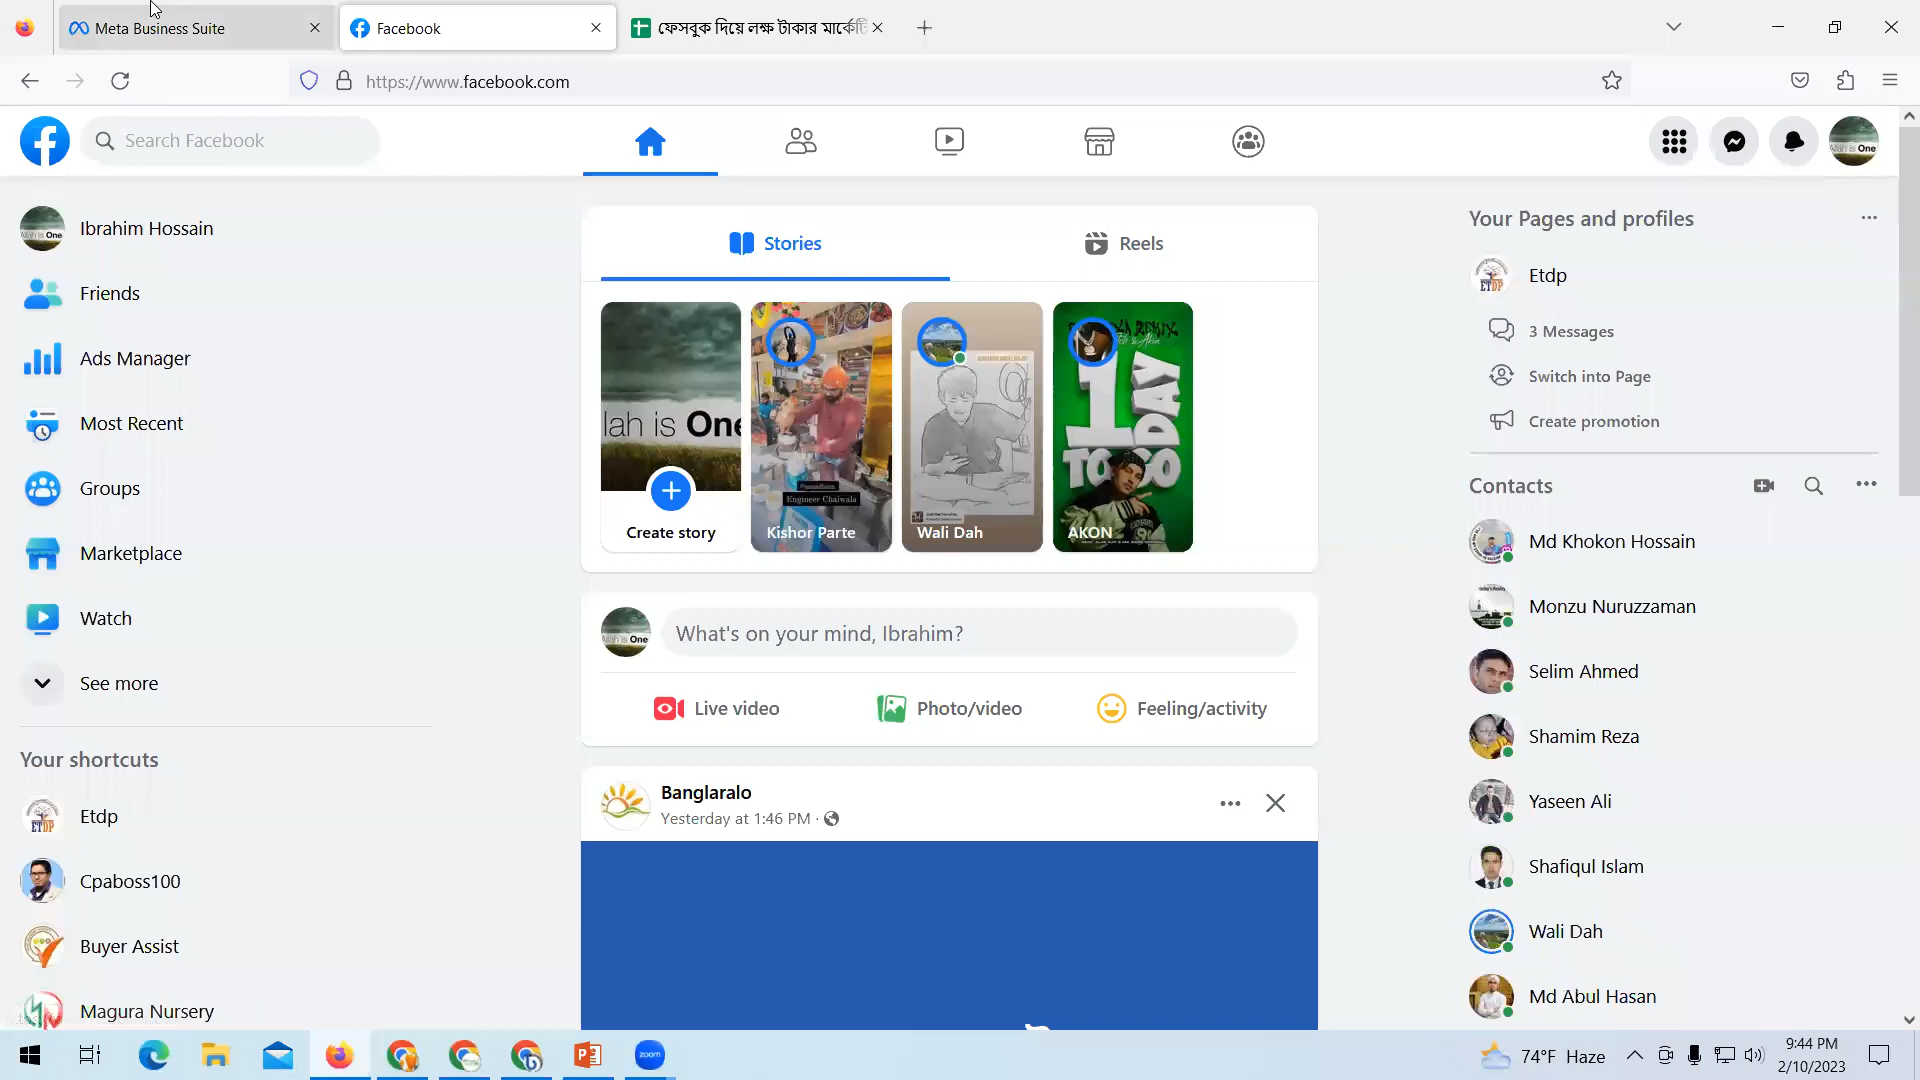 Meta Business Suite
Facebook
ফেসবুক দিয়ে লক্ষ টাকার মার্কেটি
https://www.facebook.com
Search Facebook
Ibrahim Hossain
Friends
Ads Manager
Most Recent
Groups
Marketplace
Watch
See more
Your shortcuts
Etdp
Cpaboss100
Buyer Assist
Magura Nursery
Stories
Reels
lah is One
Create story
Engineer Chaiwala
Kishor Parte
Wali Dah
TODAY
AKON
What's on your mind, Ibrahim?
Live video
Photo/video
Feeling/activity
Banglaralo
Yesterday at 1:46 PM ·
Your Pages and profiles
ETDP
Etdp
3 Messages
Switch into Page
Create promotion
Contacts
Md Khokon Hossain
Monzu Nuruzzaman
Selim Ahmed
Shamim Reza
Yaseen Ali
Shafiqul Islam
Wali Dah
Md Abul Hasan
zoom
74°F Haze
9:44 PM
2/10/2023